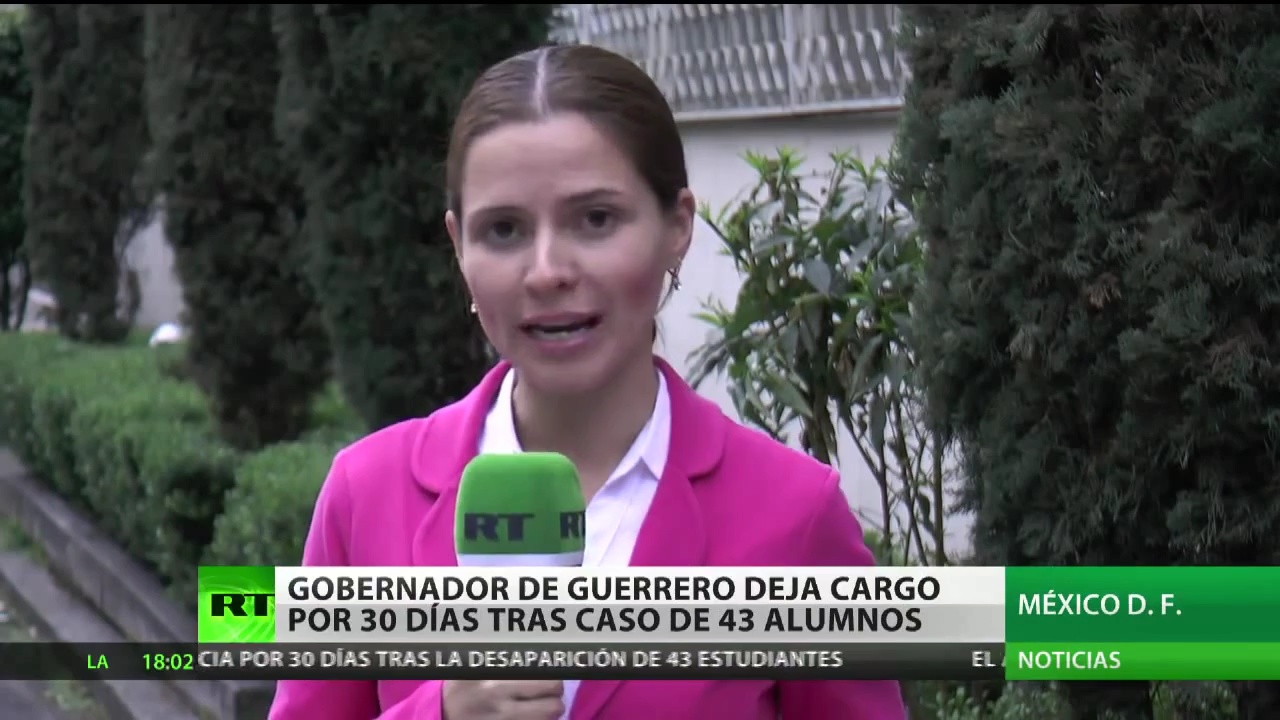 RT RT
RT
GOBERNADOR DE GUERRERO DEJA CARGO
POR 30 DÍAS TRAS CASO DE 43 ALUMNOS
MÉXICO D. F.
LA 18:02 CIA POR 30 DÍAS TRAS LA DESAPARICIÓN DE 43 ESTUDIANTES EL
NOTICIAS